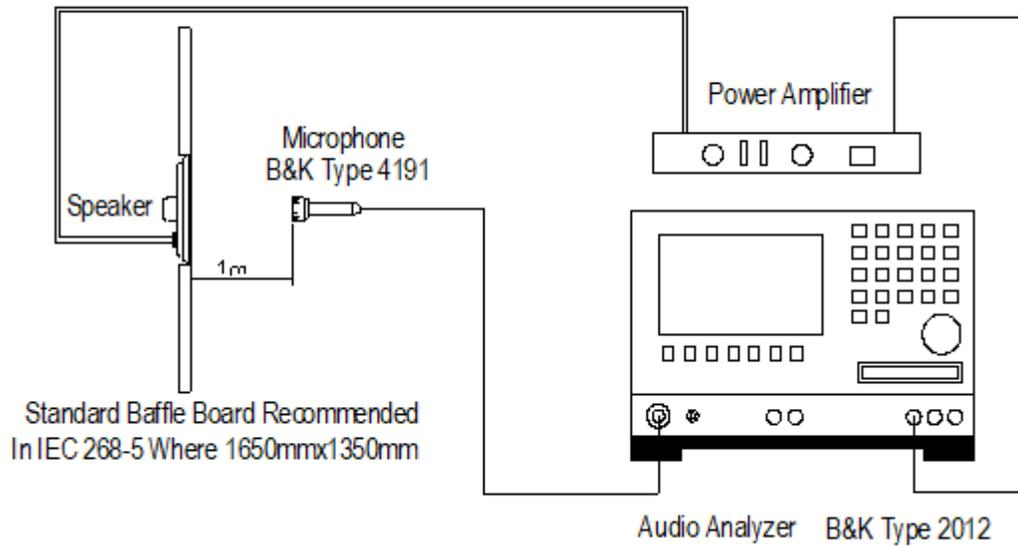 Power Amplifier
Microphone
B&K Type 4191
Speaker
1m
Standard Baffle Board Recommended
In IEC 268-5 Where 1650mmx1350mm
Audio Analyzer B&K Type 2012